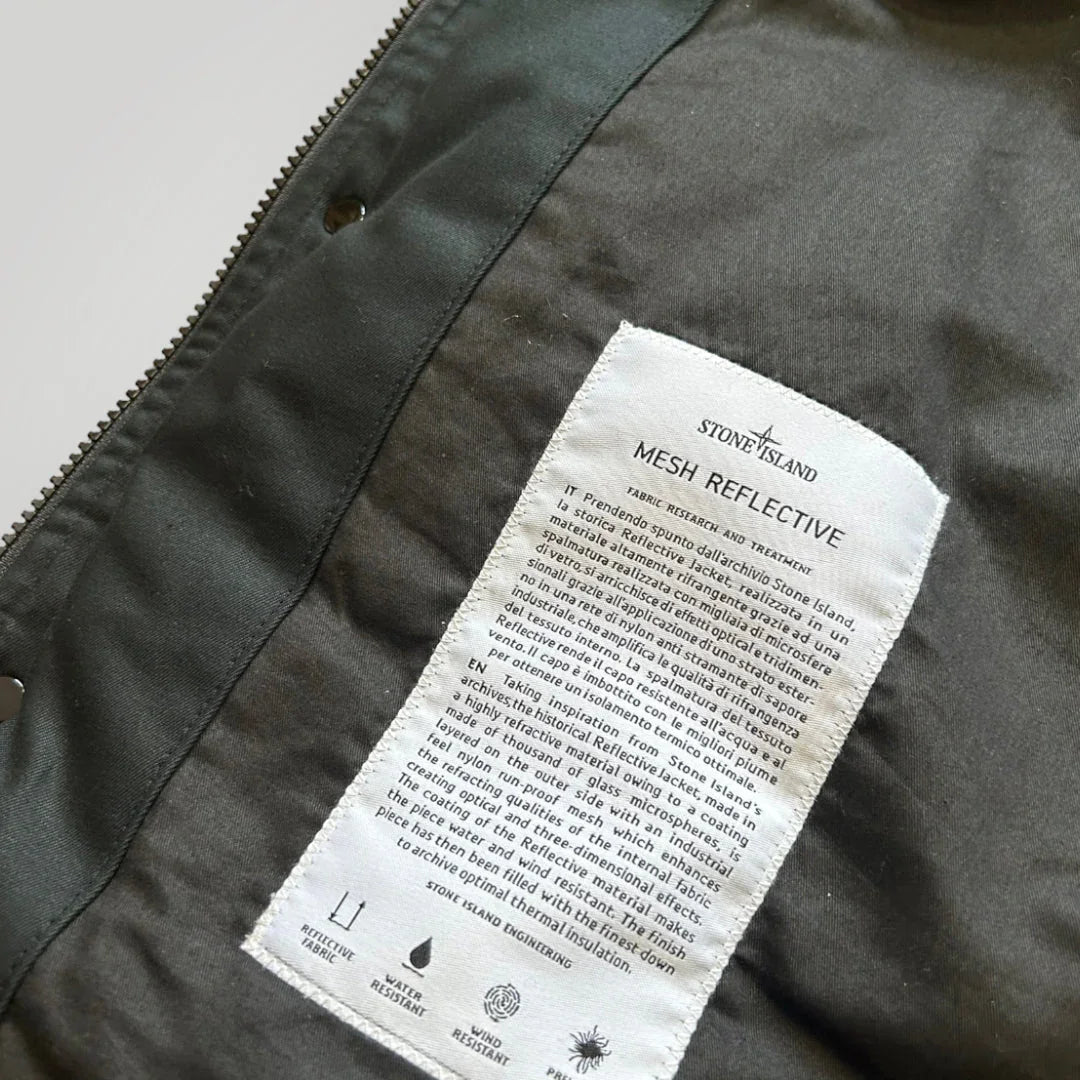 STONE ISLAND
MESH REFLECTIVE
FABRIC RESEARCH AND TREATMENT
IT Prendendo spunto dall'archivio Stone Island,
la storica Reflective Jacket, realizzata in un
materiale altamente rifrangente grazie ad una
spalmatura realizzata con migliaia di microsfere
di vetro, si arricchisce di effetti optical e tridimen-
sionali grazie all'applicazione di uno strato ester-
no in una rete di nylon anti stramante di sapore
industriale, che amplifica le qualità di rifrangenza
del tessuto interno. La spalmatura del tessuto
Reflective rende il capo resistente all'acqua e al
vento. Il capo è imbottito con le migliori piume
per ottenere un isolamento termico ottimale.
EN Taking inspiration from Stone Island's
archives, the historical Reflective Jacket, made in
a highly refractive material owing to a coating
made of thousand of glass microspheres, is
layered on the outer side with an industrial
feel nylon run-proof mesh which enhances
the refracting qualities of the internal fabric
creating optical and three-dimensional effects.
The coating of the Reflective material makes
the piece water and wind resistant. The finish
piece has then been filled with the finest down
to archive optimal thermal insulation.
STONE ISLAND ENGINEERING
REFLECTIVE
FABRIC
WATER
RESISTANT
WIND
RESISTANT